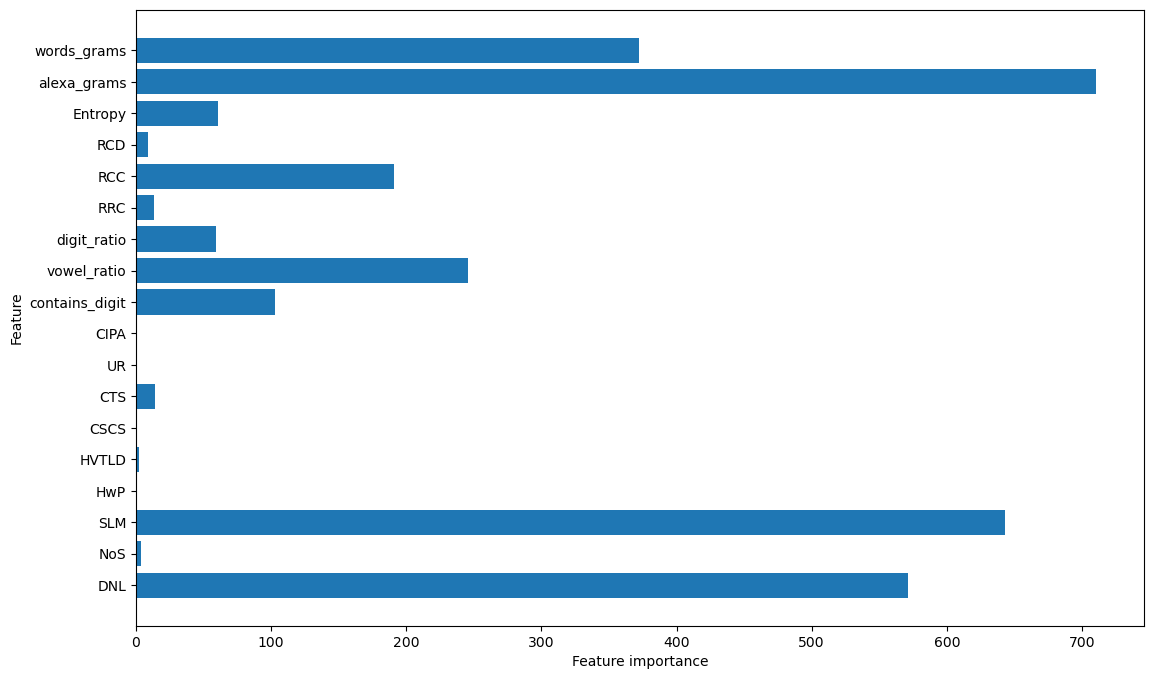 words_grams
alexa_grams
Entropy
RCD
RCC
RRC
digit_ratio
vowel_ratio
contains_digit
CIPA
UR
CTS
CSCS
HVTLD
HwP
SLM
NoS
DNL
Feature
0 100 200 300 400 500 600 700
Feature importance